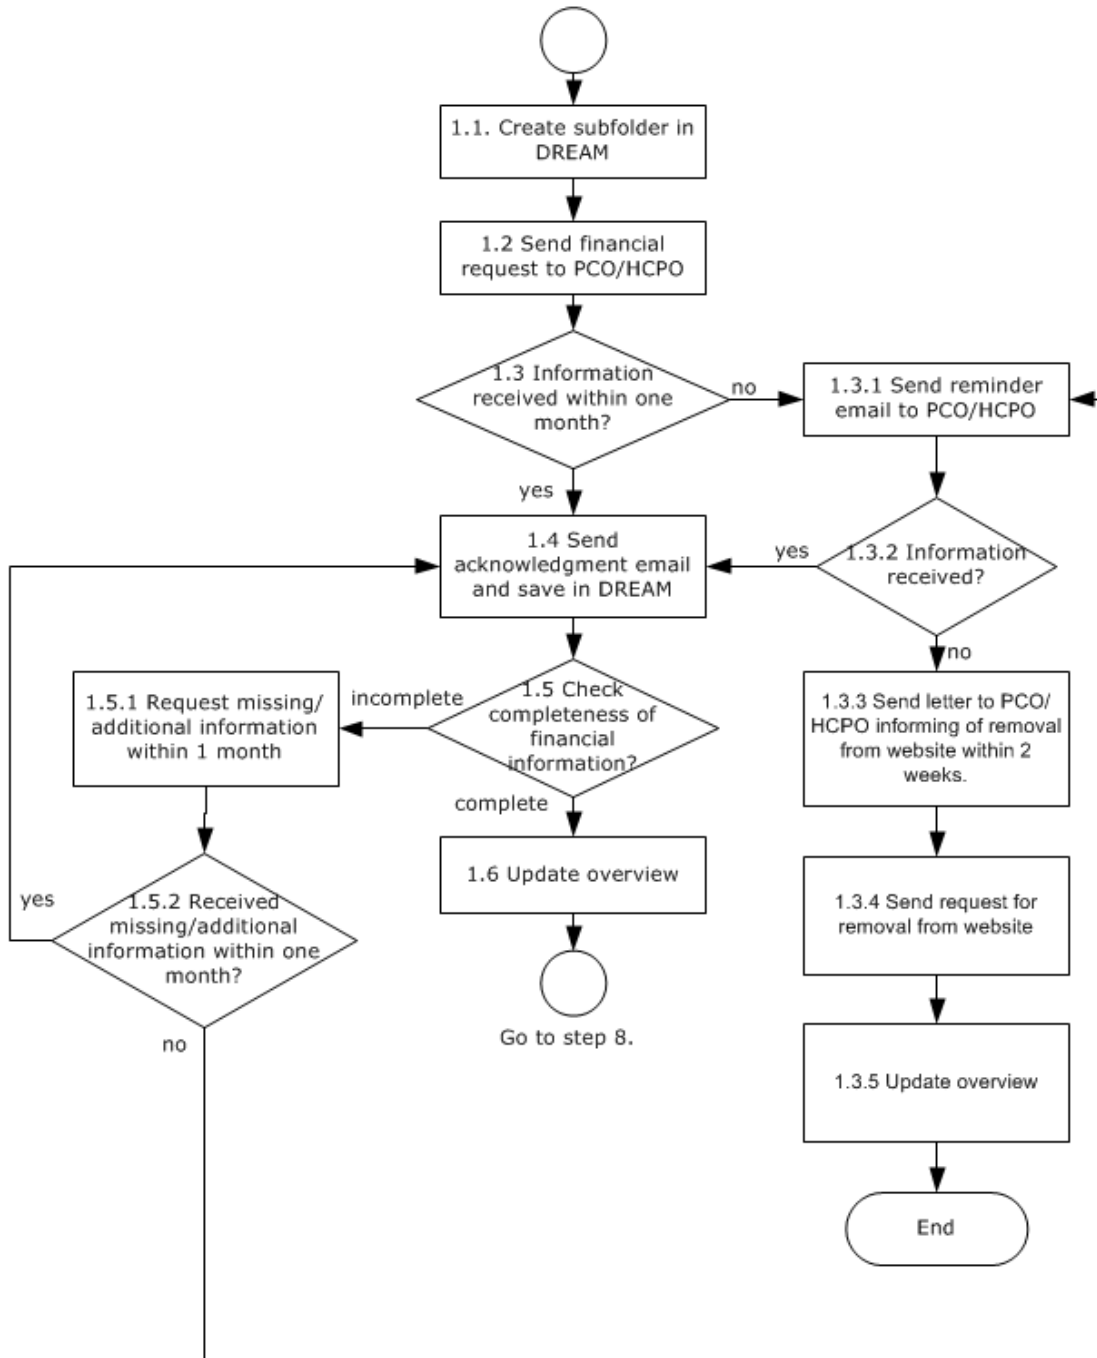 1.1. Create subfolder in
DREAM
1.2 Send financial
request to PCO/HCPO
1.3 Information
received within one
month?
no
1.3.1 Send reminder
email to PCO/HCPO
yes
1.4 Send
acknowledgment email
and save in DREAM
yes
1.3.2 Information
received?
no
1.5.1 Request missing/
additional information
within 1 month
incomplete
1.5 Check
completeness of
financial
information?
1.3.3 Send letter to PCO/
HCPO informing of removal
from website within 2
weeks.
complete
1.6 Update overview
yes
1.5.2 Received
missing/additional
information within one
month?
1.3.4 Send request for
removal from website
no
Go to step 8.
1.3.5 Update overview
End